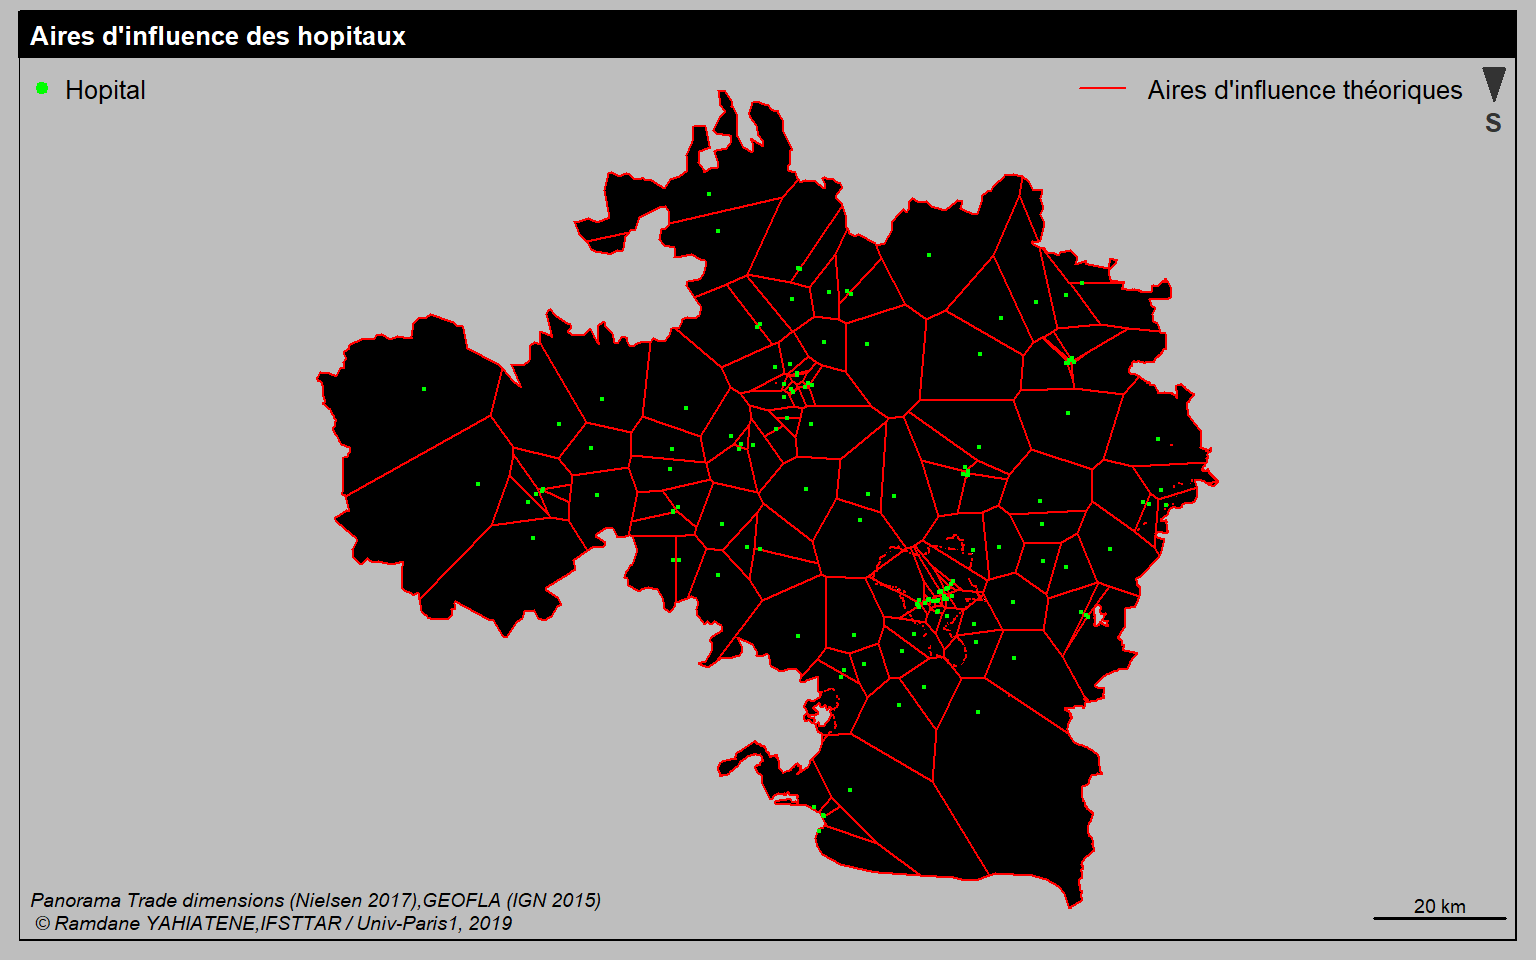 Aires d'influence des hopitaux
Hopital
Aires d'influence théoriques
S
Panorama Trade dimensions (Nielsen 2017),GEOFLA (IGN 2015)
© Ramdane YAHIATENE,IFSTTAR / Univ-Paris1, 2019
20 km